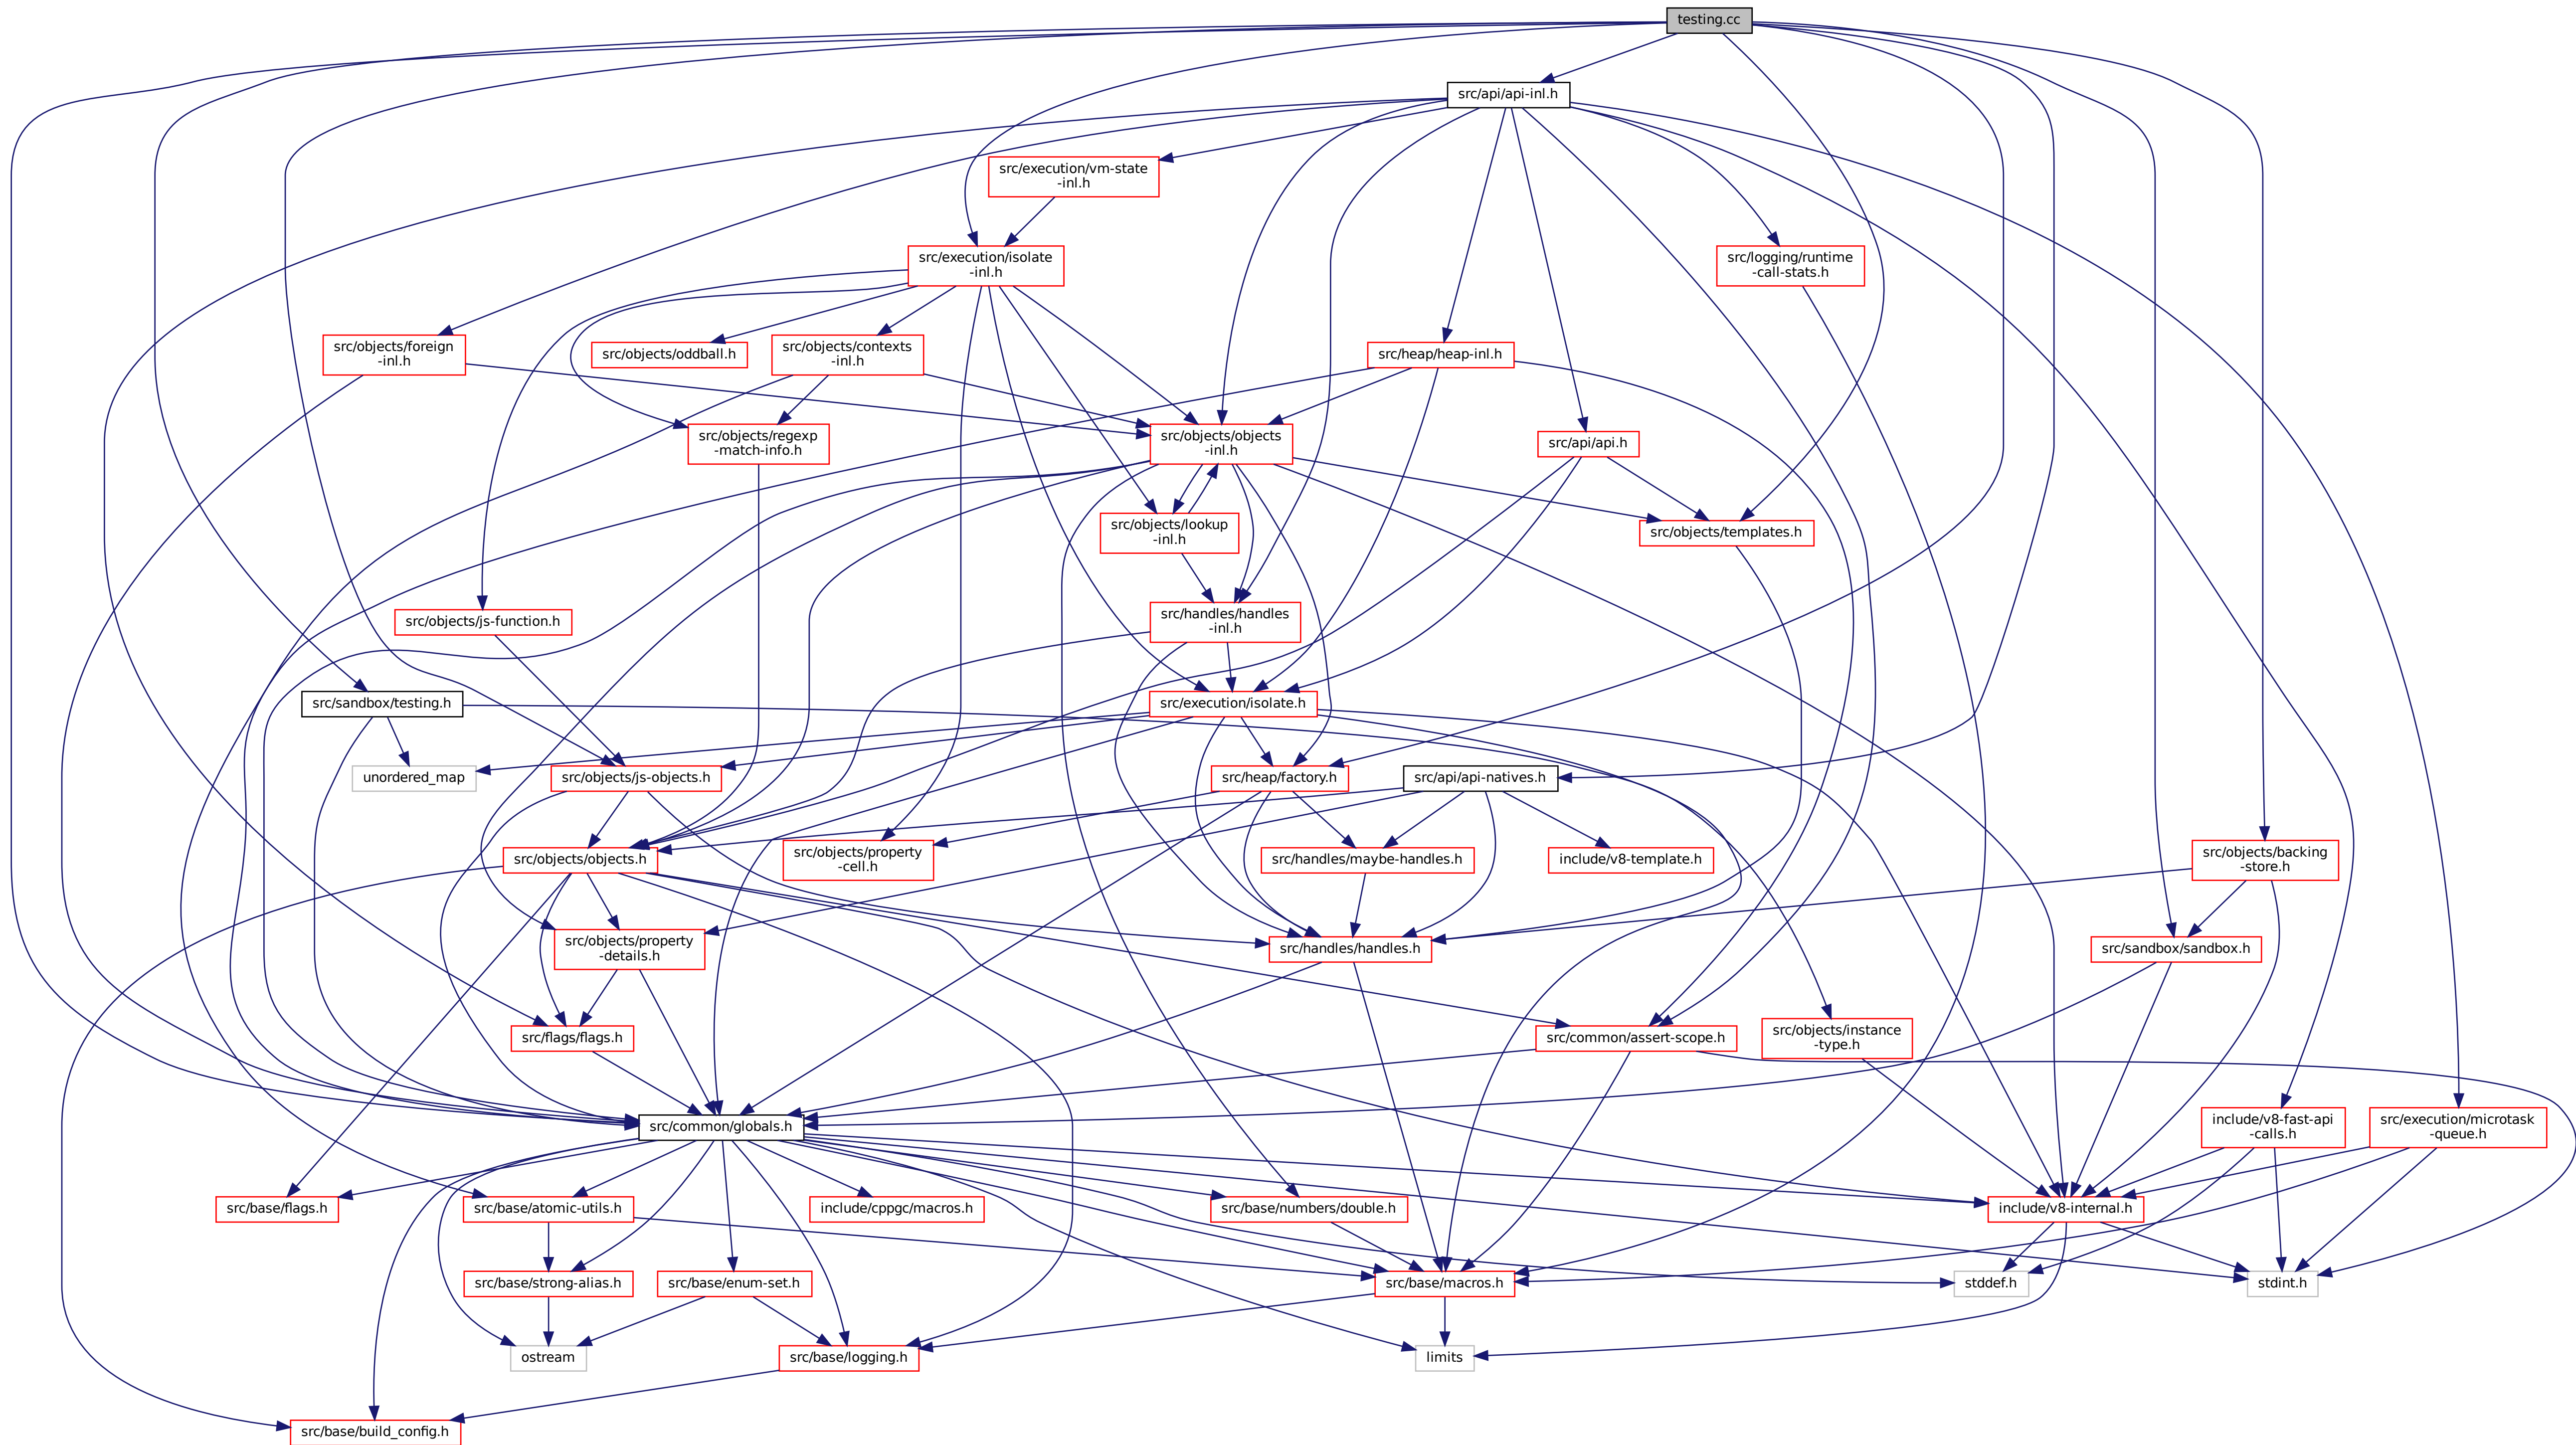 testing.cc
src/api/api-inl.h
src/execution/vm-state
-inl.h
src/execution/isolate
-inl.h
src/logging/runtime
-call-stats.h
src/objects/foreign
-inl.h
src/objects/oddball.h
src/objects/contexts
-inl.h
src/heap/heap-inl.h
src/objects/regexp
-match-info.h
src/objects/objects
-inl.h
src/api/api.h
src/objects/lookup
-inl.h
src/objects/templates.h
src/objects/js-function.h
src/handles/handles
-inl.h
src/sandbox/testing.h
src/execution/isolate.h
unordered_map
src/objects/js-objects.h
src/heap/factory.h
src/api/api-natives.h
src/objects/objects.h
src/objects/property
-cell.h
src/handles/maybe-handles.h
include/v8-template.h
src/objects/backing
-store.h
src/objects/property
-details.h
src/handles/handles.h
src/sandbox/sandbox.h
src/flags/flags.h
src/common/assert-scope.h
src/objects/instance
-type.h
src/common/globals.h
include/v8-fast-api
-calls.h
src/execution/microtask
-queue.h
src/base/flags.h
src/base/atomic-utils.h
include/cppgc/macros.h
src/base/numbers/double.h
include/v8-internal.h
src/base/strong-alias.h
src/base/enum-set.h
src/base/macros.h
stddef.h
stdint.h
ostream
src/base/logging.h
limits
src/base/build_config.h